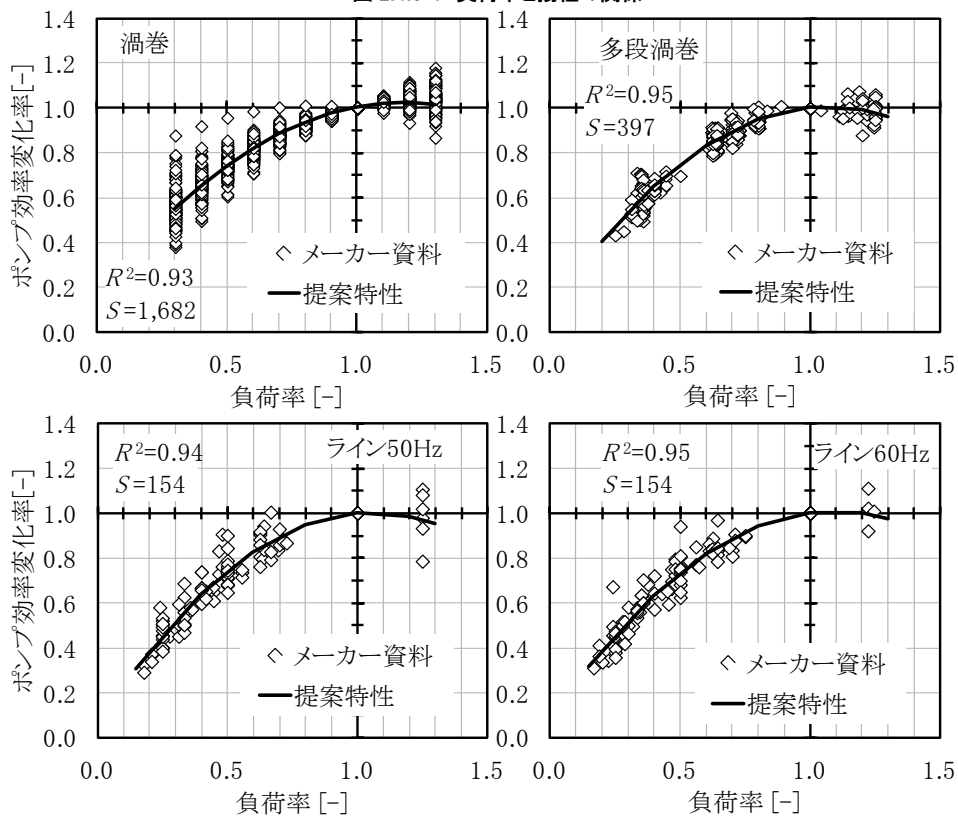 渦巻
R²=0.93
S=1,682
◇ メーカー資料
提案特性
ポンプ効率変化率[-]
1.4
1.2
1.0
0.8
0.6
0.4
0.2
0.0
0.0 0.5 1.0 1.5
負荷率 [-]
多段渦巻
R²=0.95
S=397
◇ メーカー資料
提案特性
1.4
1.2
1.0
0.8
0.6
0.4
0.2
0.0
0.0 0.5 1.0 1.5
負荷率 [-]
ライン50Hz
R²=0.94
S=154
◇ メーカー資料
提案特性
ポンプ効率変化率[-]
1.4
1.2
1.0
0.8
0.6
0.4
0.2
0.0
0.0 0.5 1.0 1.5
負荷率 [-]
ライン60Hz
R²=0.95
S=154
◇ メーカー資料
提案特性
1.4
1.2
1.0
0.8
0.6
0.4
0.2
0.0
0.0 0.5 1.0 1.5
負荷率 [-]